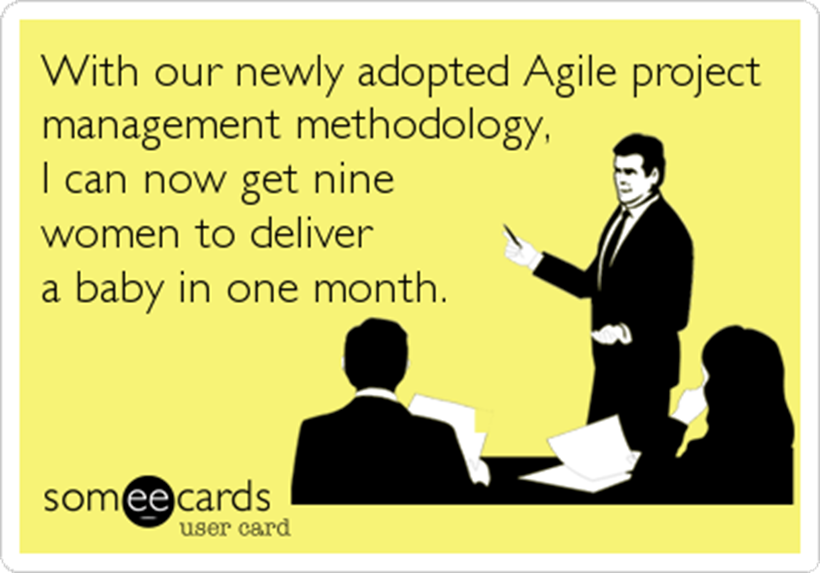 With our newly adopted Agile project
management methodology,
I can now get nine
women to deliver
a baby in one month.
someecards
user card